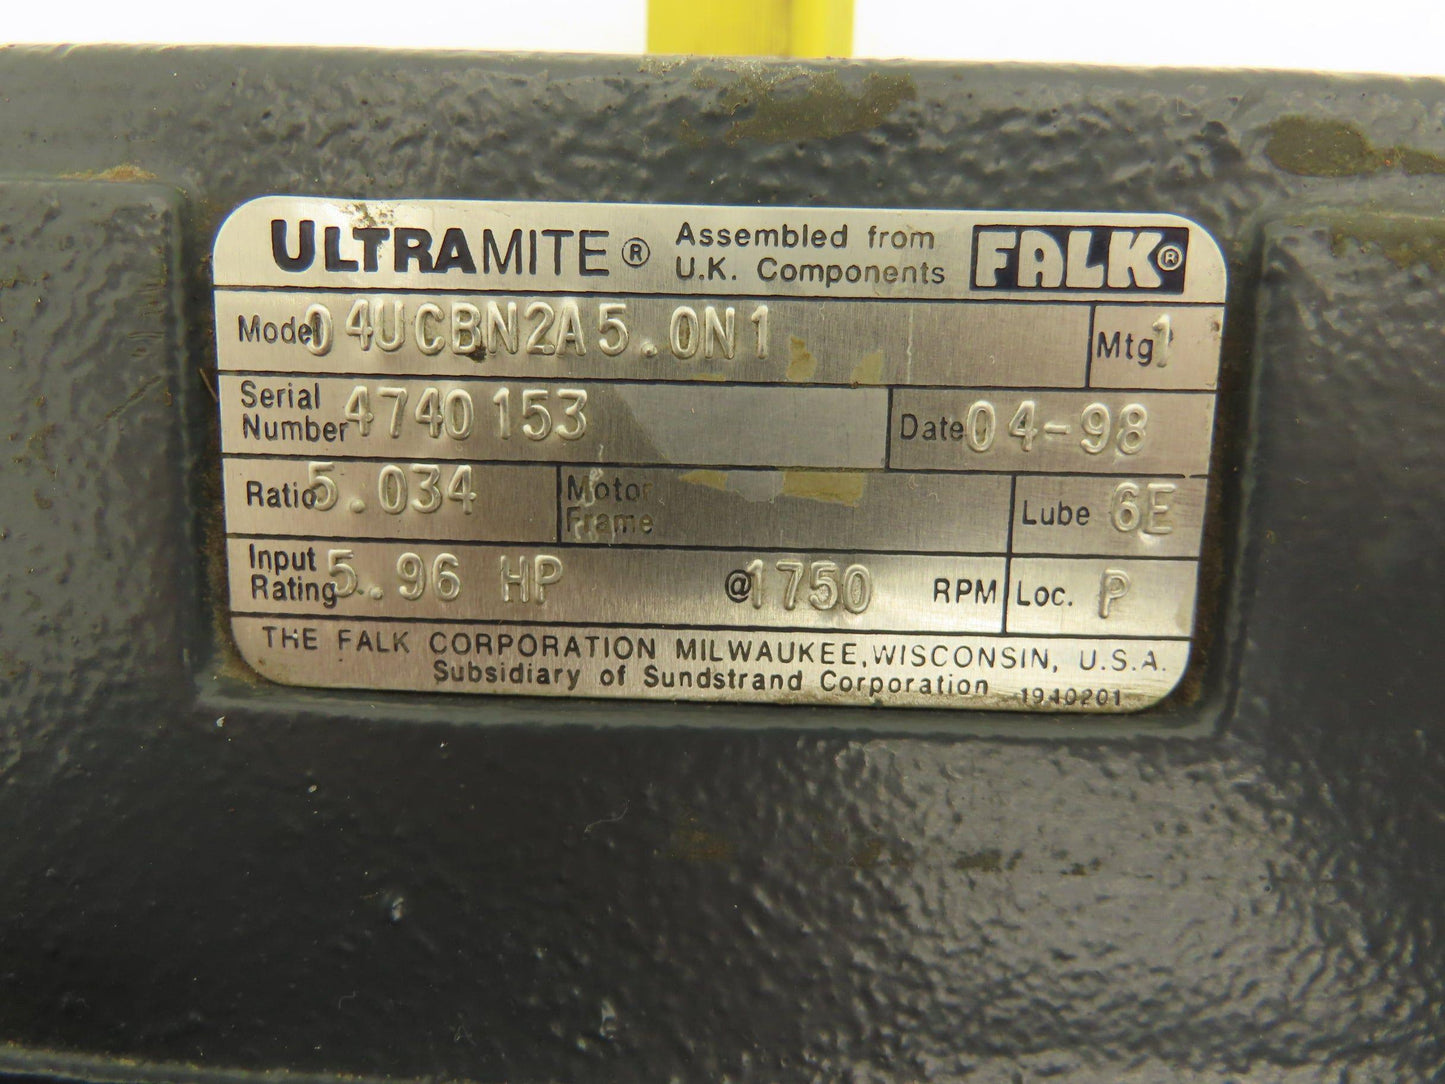 ULTRAMITE® Assembled from U.K. Components FALK®
Model 04UCBN2A5.0N1 Mtg 1
Serial Number 4740153 Date 04-98
Ratio 5.034 Motor Frame Lube 6E
Input Rating 5.96 HP @ 1750 RPM Loc. P
THE FALK CORPORATION MILWAUKEE, WISCONSIN, U.S.A.
Subsidiary of Sundstrand Corporation 1940201